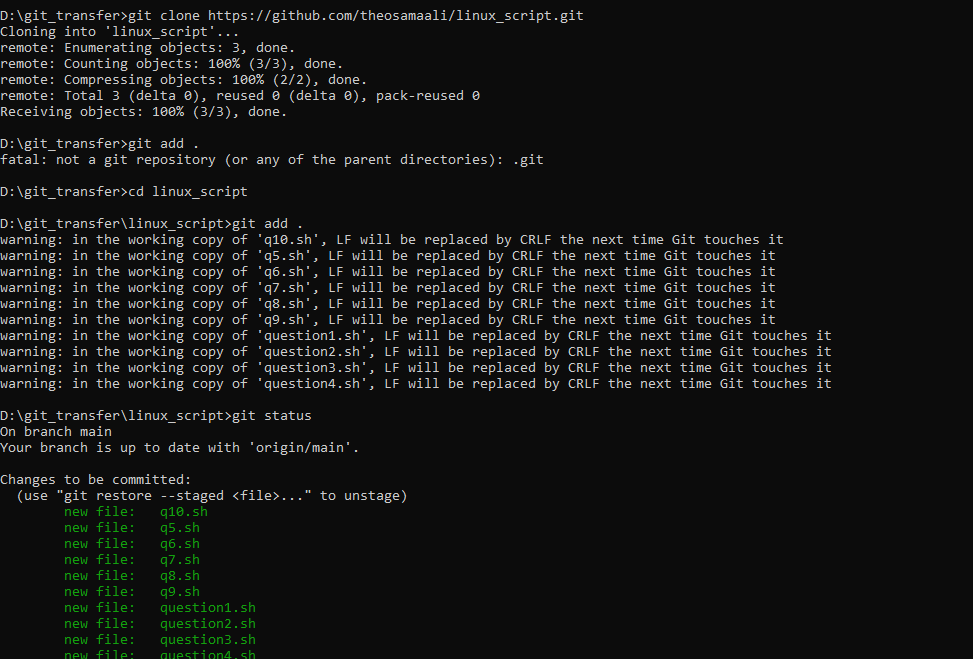 D:\git_transfer>git clone https://github.com/theosamaali/linux_script.git
Cloning into 'linux_script'...
remote: Enumerating objects: 3, done.
remote: Counting objects: 100% (3/3), done.
remote: Compressing objects: 100% (2/2), done.
remote: Total 3 (delta 0), reused 0 (delta 0), pack-reused 0
Receiving objects: 100% (3/3), done.
D:\git_transfer>git add .
fatal: not a git repository (or any of the parent directories): .git
D:\git_transfer>cd linux_script
D:\git_transfer\linux_script>git add .
warning: in the working copy of 'q10.sh', LF will be replaced by CRLF the next time Git touches it
warning: in the working copy of 'q5.sh', LF will be replaced by CRLF the next time Git touches it
warning: in the working copy of 'q6.sh', LF will be replaced by CRLF the next time Git touches it
warning: in the working copy of 'q7.sh', LF will be replaced by CRLF the next time Git touches it
warning: in the working copy of 'q8.sh', LF will be replaced by CRLF the next time Git touches it
warning: in the working copy of 'q9.sh', LF will be replaced by CRLF the next time Git touches it
warning: in the working copy of 'question1.sh', LF will be replaced by CRLF the next time Git touches it
warning: in the working copy of 'question2.sh', LF will be replaced by CRLF the next time Git touches it
warning: in the working copy of 'question3.sh', LF will be replaced by CRLF the next time Git touches it
warning: in the working copy of 'question4.sh', LF will be replaced by CRLF the next time Git touches it
D:\git_transfer\linux_script>git status
On branch main
Your branch is up to date with 'origin/main'.
Changes to be committed:
  (use "git restore --staged <file>..." to unstage)
        new file:   q10.sh
        new file:   q5.sh
        new file:   q6.sh
        new file:   q7.sh
        new file:   q8.sh
        new file:   q9.sh
        new file:   question1.sh
        new file:   question2.sh
        new file:   question3.sh
        new file:   question4.sh